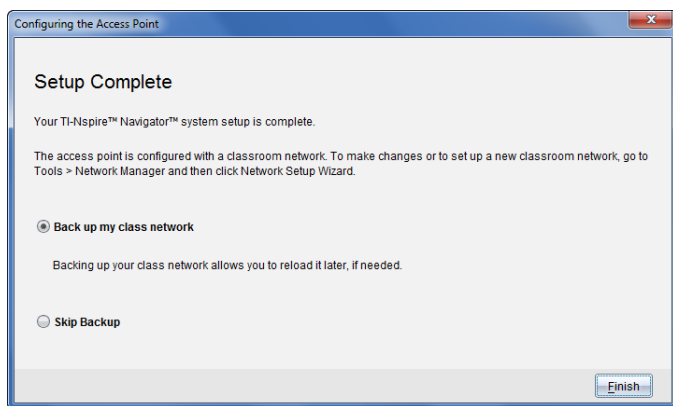 Configuring the Access Point
Setup Complete
Your TI-Nspire™ Navigator™ system setup is complete.
The access point is configured with a classroom network. To make changes or to set up a new classroom network, go to
Tools > Network Manager and then click Network Setup Wizard.
Back up my class network
Backing up your class network allows you to reload it later, if needed.
Skip Backup
Finish